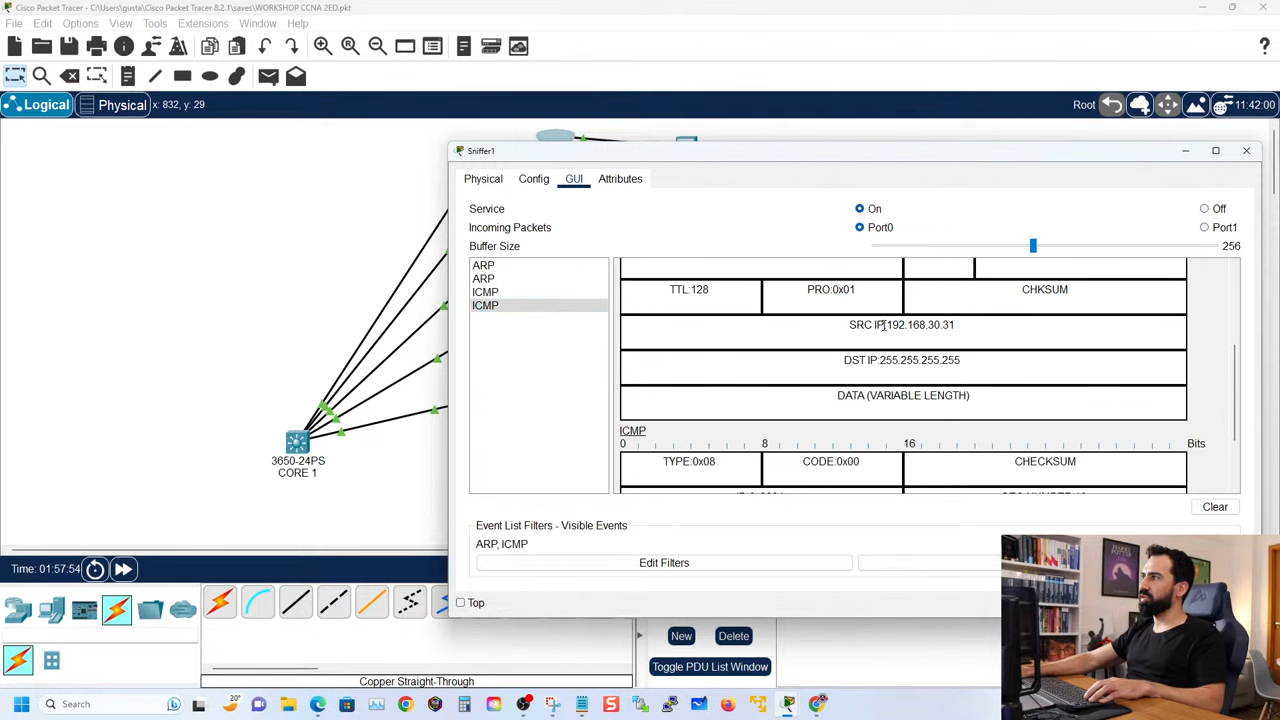 Cisco Packet Tracer - C:\Users\gusta\Cisco Packet Tracer 8.2.1\saves\WORKSHOP CCNA 2ED.pkt
File Edit Options View Tools Extensions Window Help
Logical Physical x: 832, y: 29 Root 11:42:00
Sniffer1
Physical Config GUI Attributes
Service On Off
Incoming Packets Port0 Port1
Buffer Size 256
ARP
ARP
ICMP
ICMP
TTL:128 PRO:0x01 CHKSUM
SRC IP:192.168.30.31
DST IP:255.255.255.255
DATA (VARIABLE LENGTH)
ICMP
0 8 16 Bits
TYPE:0x08 CODE:0x00 CHECKSUM
Clear
Event List Filters - Visible Events
ARP, ICMP
Edit Filters
Top
3650-24PS
CORE 1
Time: 01:57:54
New Delete
Toggle PDU List Window
Copper Straight-Through
Search 20°